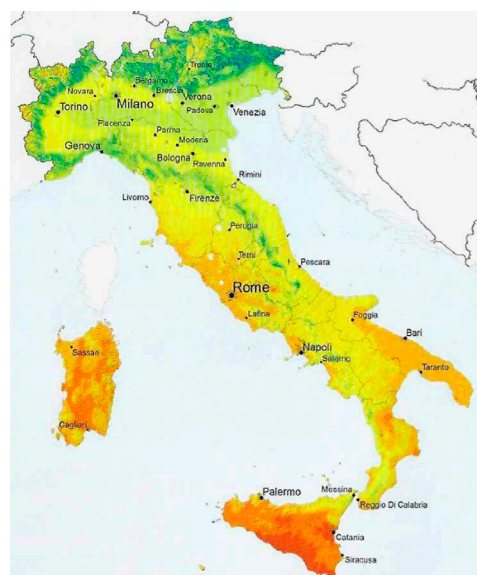 Trento
Bergamo
Novara
Brescia
Milano
Verona
Torino
Padova
Venezia
Piacenza
Parma
Genova
Modena
Bologna
Ravenna
Rimini
Livorno
Firenze
Perugia
Terni
Pescara
Rome
Latina
Foggia
Bari
Napoli
Salerno
Sassari
Taranto
Cagliari
Messina
Palermo
Reggio Di Calabria
Catania
Siracusa